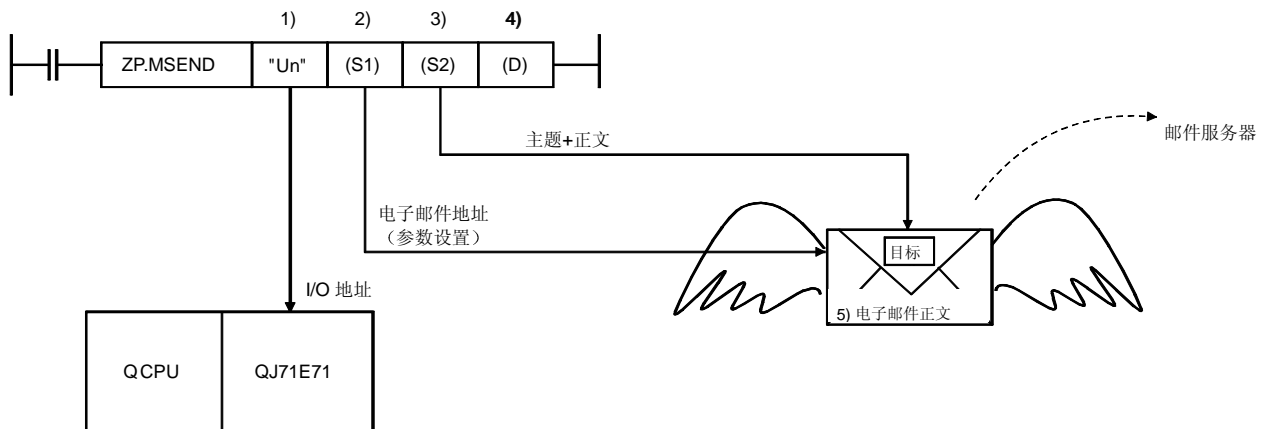 1) 2) 3) 4)
ZP.MSEND "Un" (S1) (S2) (D)
主题+正文
邮件服务器
电子邮件地址
（参数设置）
目标
I/O 地址
5) 电子邮件正文
QCPU QJ71E71